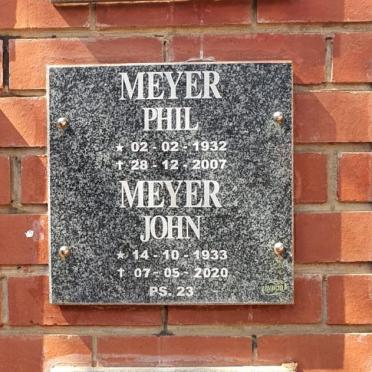 MEYER
PHIL
★ 02 - 02 - 1932
† 28 - 12 - 2007
MEYER
JOHN
★ 14 - 10 - 1933
† 07 - 05 - 2020
PS. 23